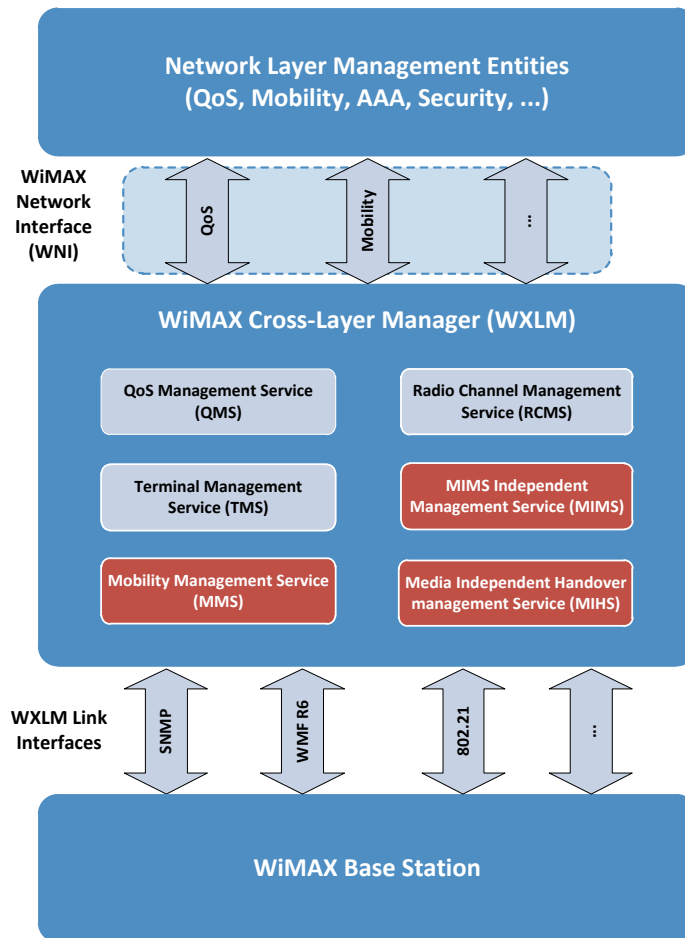 Network Layer Management Entities
(QoS, Mobility, AAA, Security, ...)
WiMAX
Network
Interface
(WNI)
QoS
Mobility
...
WiMAX Cross-Layer Manager (WXLM)
QoS Management Service
(QMS)
Radio Channel Management
Service (RCMS)
Terminal Management
Service (TMS)
MIMS Independent
Management Service (MIMS)
Mobility Management Service
(MMS)
Media Independent Handover
management Service (MIHS)
WXLM Link
Interfaces
SNMP
WMF R6
802.21
...
WiMAX Base Station